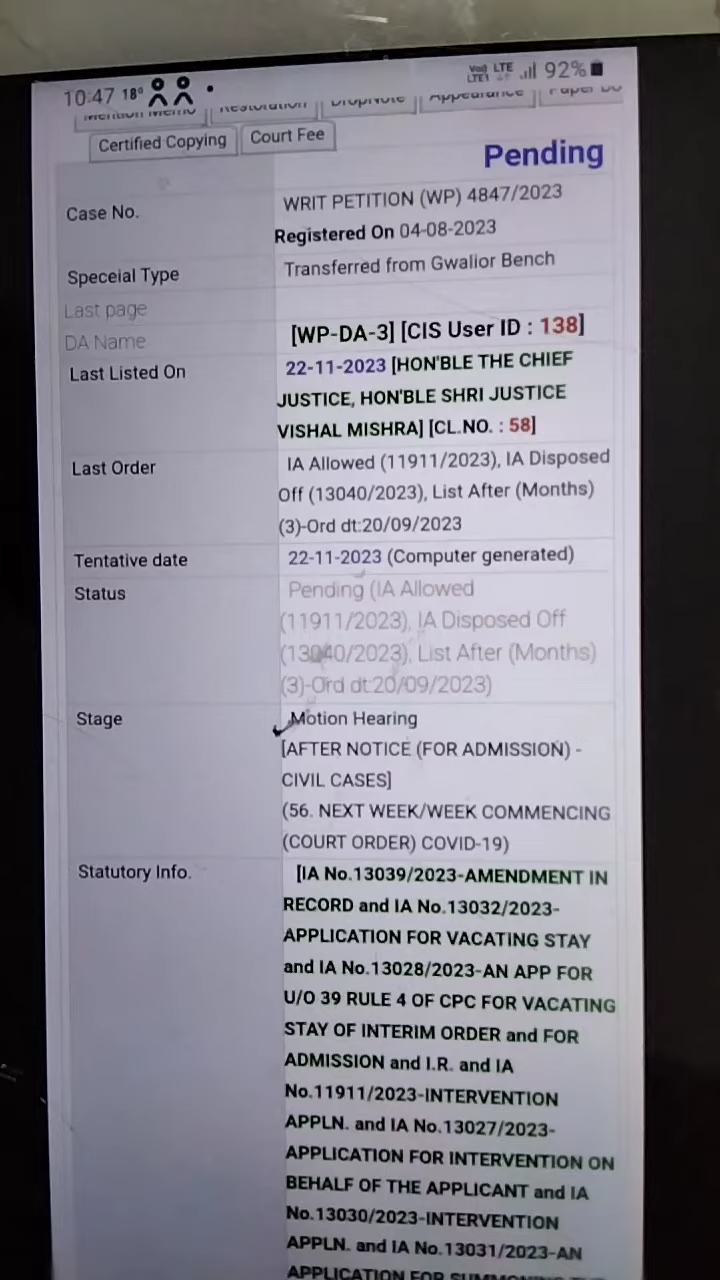 10:47 18° LTE LTE1 92%
Mention Memo Restoration DropNote Appearance Paper
Certified Copying Court Fee
Pending
Case No. WRIT PETITION (WP) 4847/2023
Registered On 04-08-2023
Speceial Type Transferred from Gwalior Bench
Last page
DA Name [WP-DA-3] [CIS User ID : 138]
Last Listed On 22-11-2023 [HON'BLE THE CHIEF
JUSTICE, HON'BLE SHRI JUSTICE
VISHAL MISHRA] [CL.NO. : 58]
Last Order IA Allowed (11911/2023), IA Disposed
Off (13040/2023), List After (Months)
(3)-Ord dt:20/09/2023
Tentative date 22-11-2023 (Computer generated)
Status Pending (IA Allowed
(11911/2023), IA Disposed Off
(13040/2023), List After (Months)
(3)-Ord dt:20/09/2023)
Stage Motion Hearing
[AFTER NOTICE (FOR ADMISSION) -
CIVIL CASES]
(56. NEXT WEEK/WEEK COMMENCING
(COURT ORDER) COVID-19)
Statutory Info. [IA No.13039/2023-AMENDMENT IN
RECORD and IA No.13032/2023-
APPLICATION FOR VACATING STAY
and IA No.13028/2023-AN APP FOR
U/O 39 RULE 4 OF CPC FOR VACATING
STAY OF INTERIM ORDER and FOR
ADMISSION and I.R. and IA
No.11911/2023-INTERVENTION
APPLN. and IA No.13027/2023-
APPLICATION FOR INTERVENTION ON
BEHALF OF THE APPLICANT and IA
No.13030/2023-INTERVENTION
APPLN. and IA No.13031/2023-AN
APPLICATION FOR